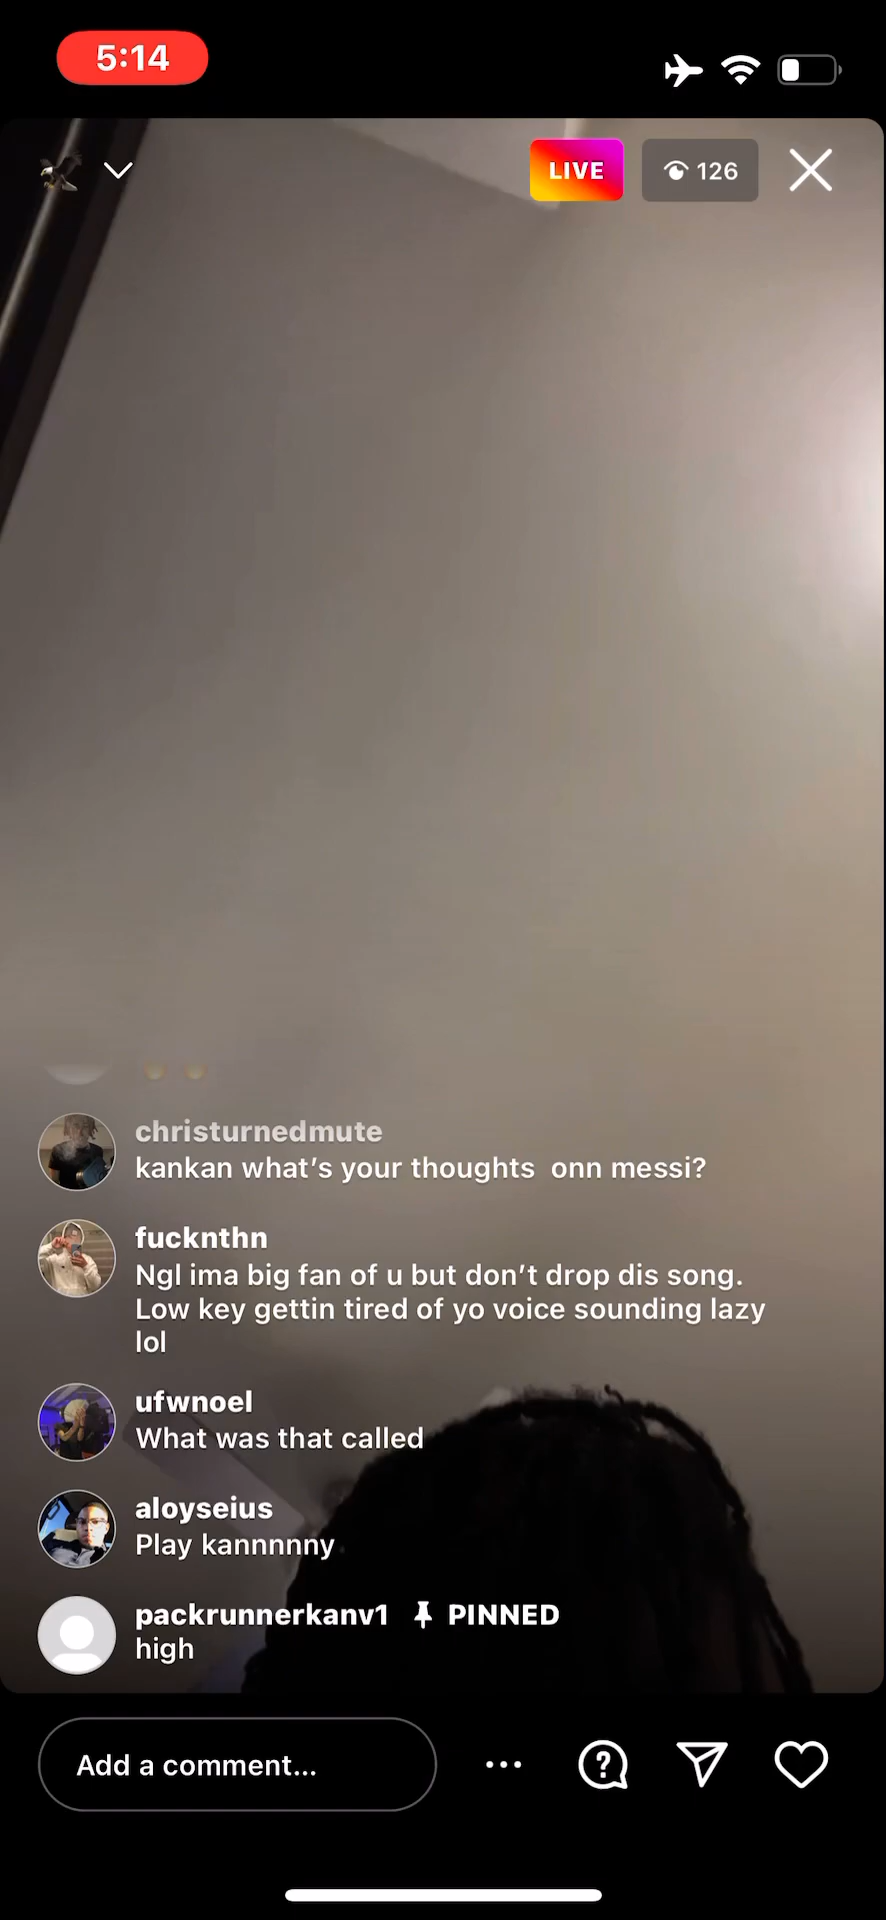 5:14
LIVE
126
christurnedmute
kankan what’s your thoughts  onn messi?
fucknthn
Ngl ima big fan of u but don’t drop dis song.
Low key gettin tired of yo voice sounding lazy
lol
ufwnoel
What was that called
aloyseius
Play kannnnny
packrunnerkanv1 PINNED
high
Add a comment...